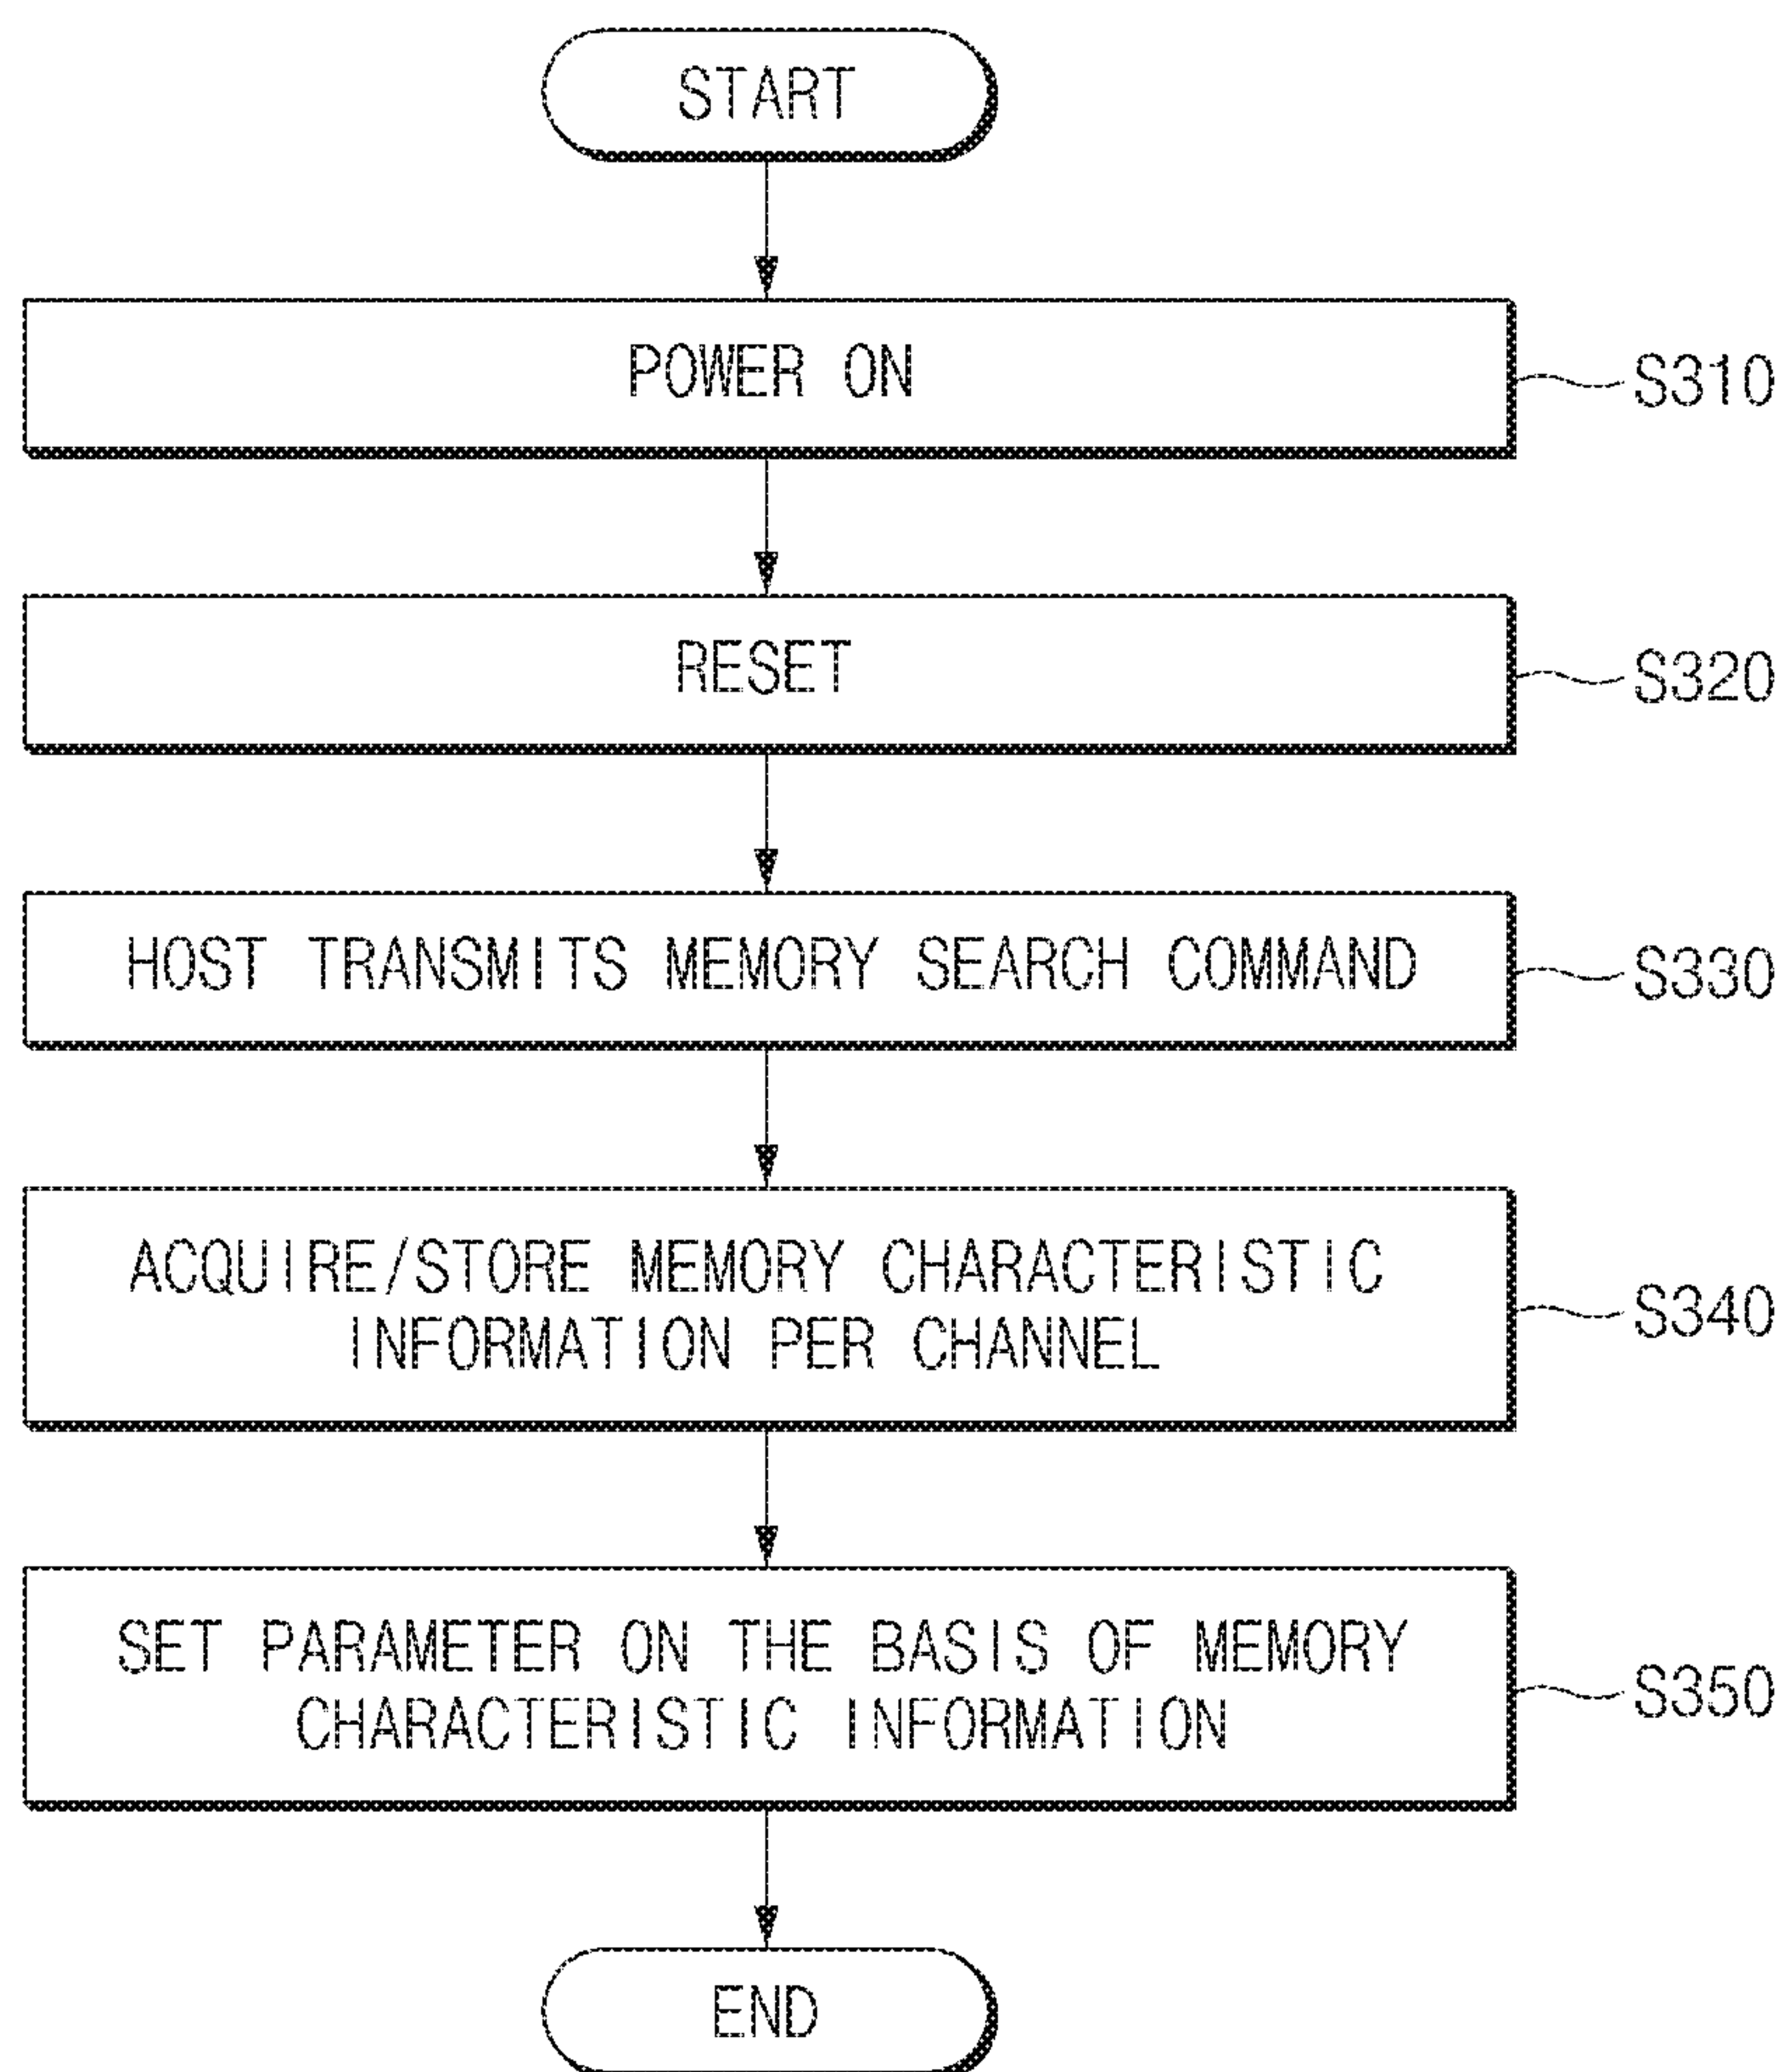 START
POWER ON
S310
RESET
S320
HOST TRANSMITS MEMORY SEARCH COMMAND
S330
ACQUIRE/STORE MEMORY CHARACTERISTIC
INFORMATION PER CHANNEL
S340
SET PARAMETER ON THE BASIS OF MEMORY
CHARACTERISTIC INFORMATION
S350
END